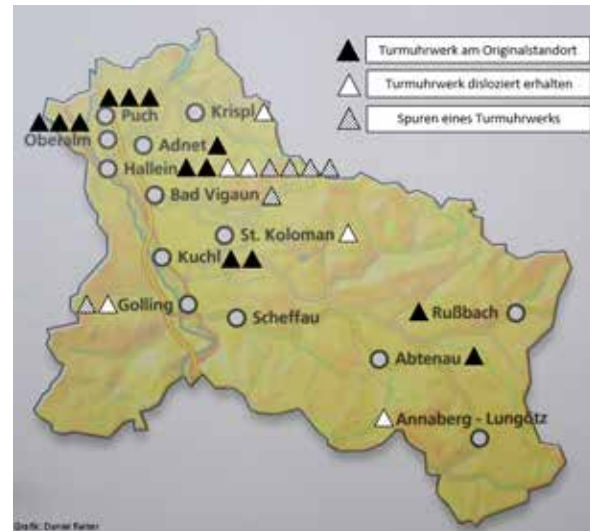 Turmuhrwerk am Originalstandort
Turmuhrwerk disloziert erhalten
Spuren eines Turmuhrwerks
Puch
Krispl
Oberalm
Adnet
Hallein
Bad Vigaun
St. Koloman
Kuchl
Golling
Scheffau
Rußbach
Abtenau
Annaberg - Lungötz
Grafik: Daniel Reiter